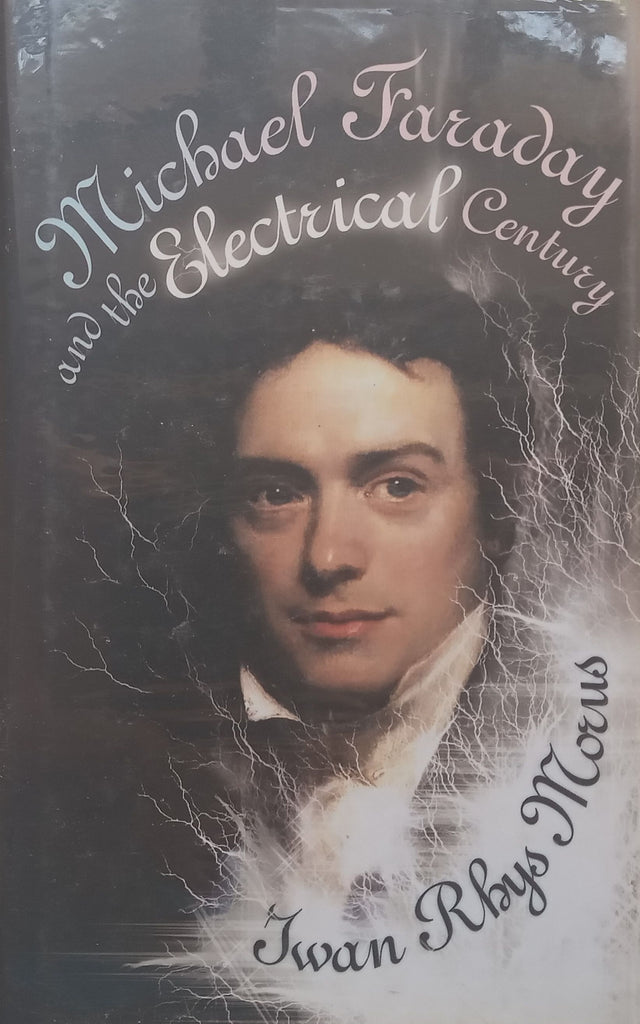 Michael Faraday
and the Electrical Century
Iwan Rhys Morus